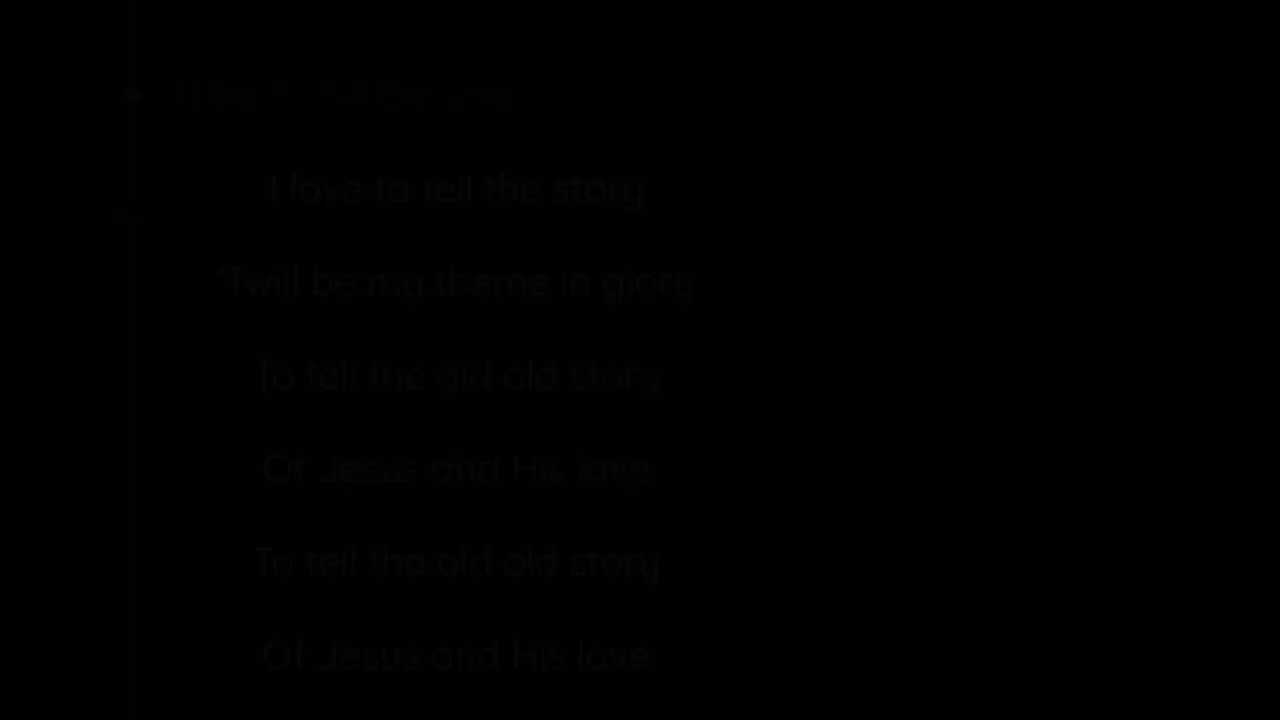 I love to tell the story
'Twill be my theme in glory
To tell the old old story
Of Jesus and His love
To tell the old old story
Of Jesus and His love